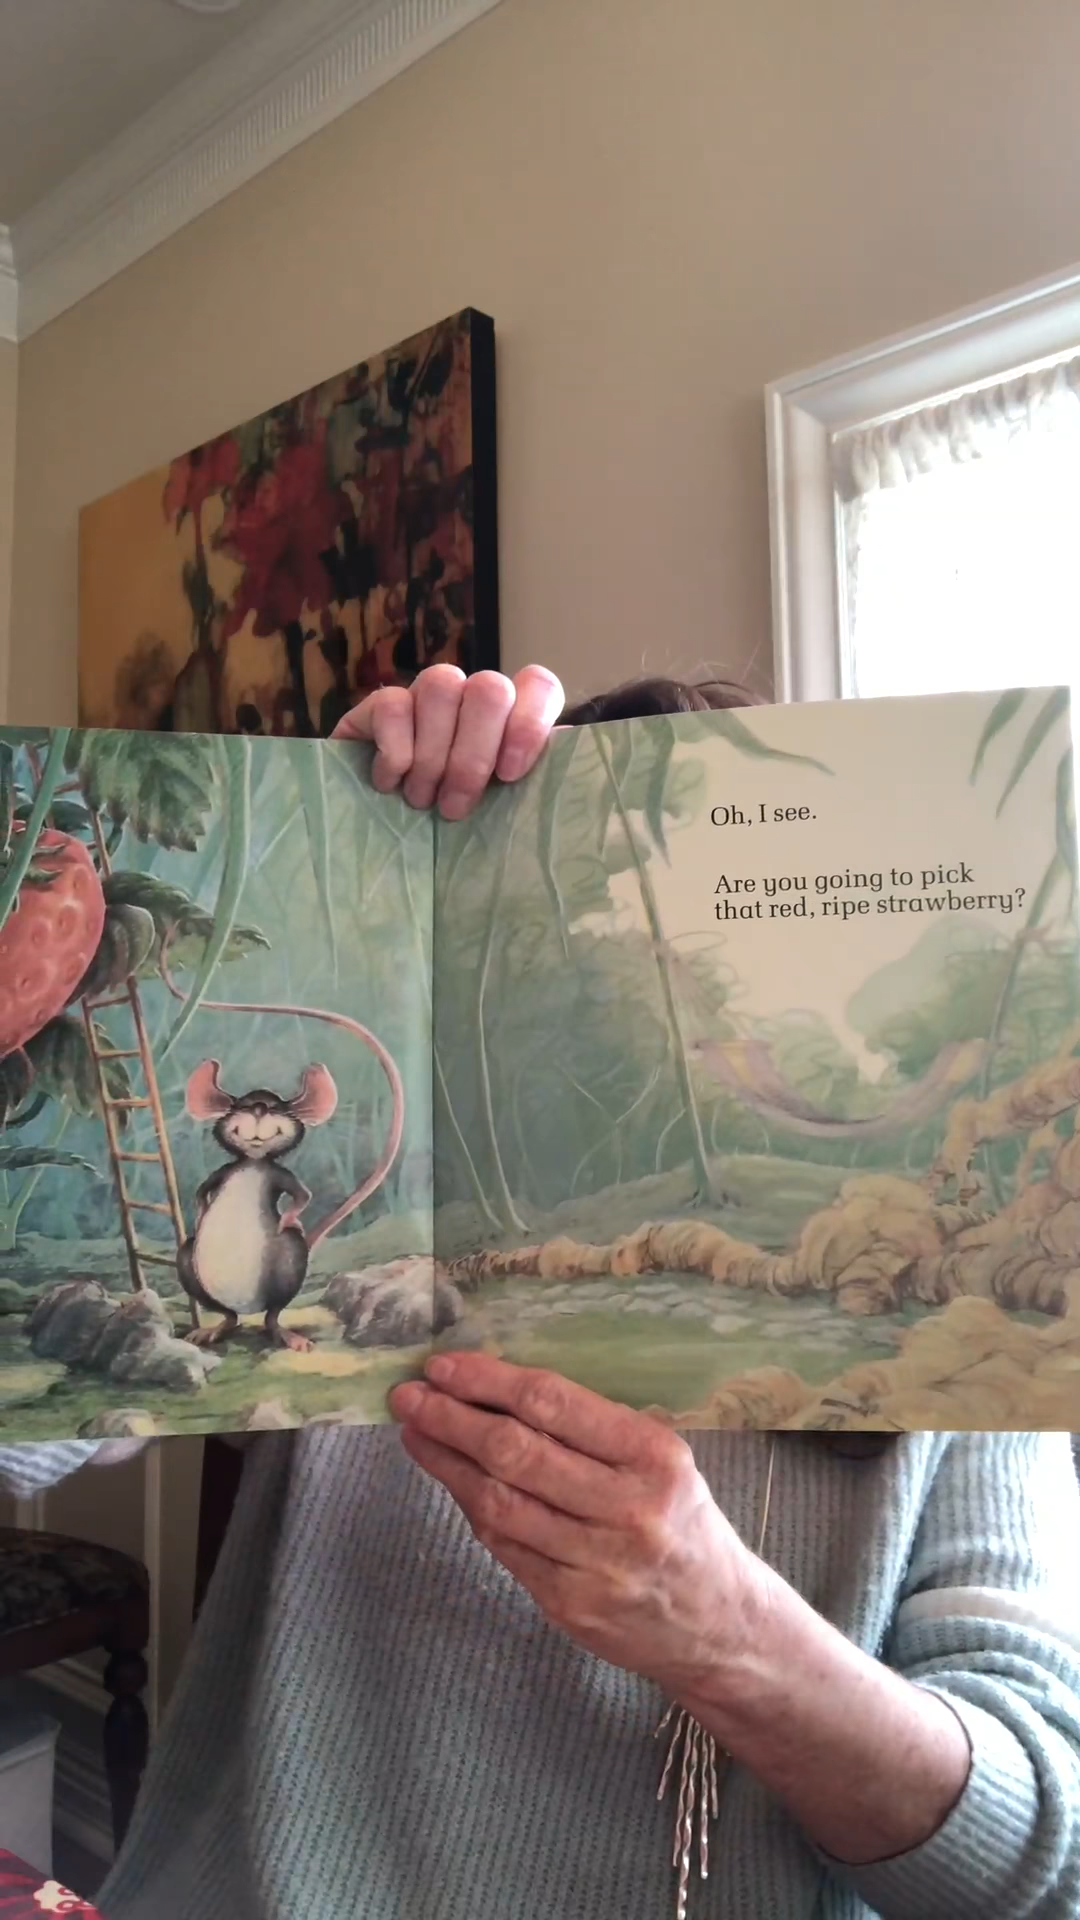 Oh, I see.
Are you going to pick
that red, ripe strawberry?